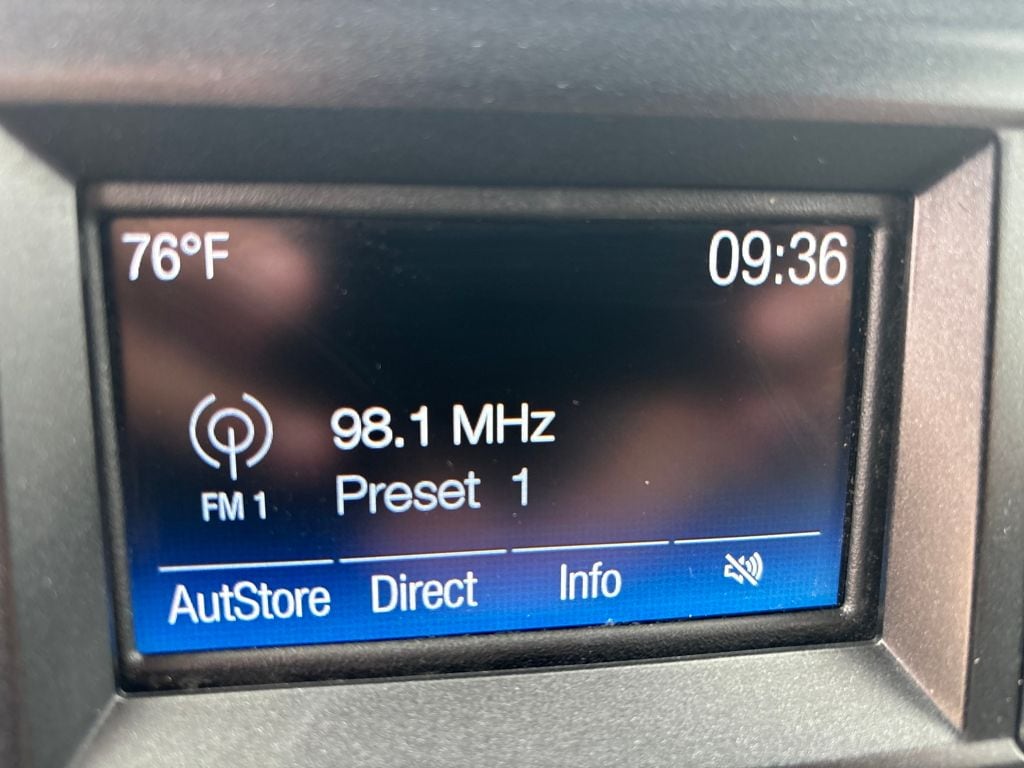 76°F 09:36
98.1 MHz
FM 1 Preset 1
AutStore Direct Info